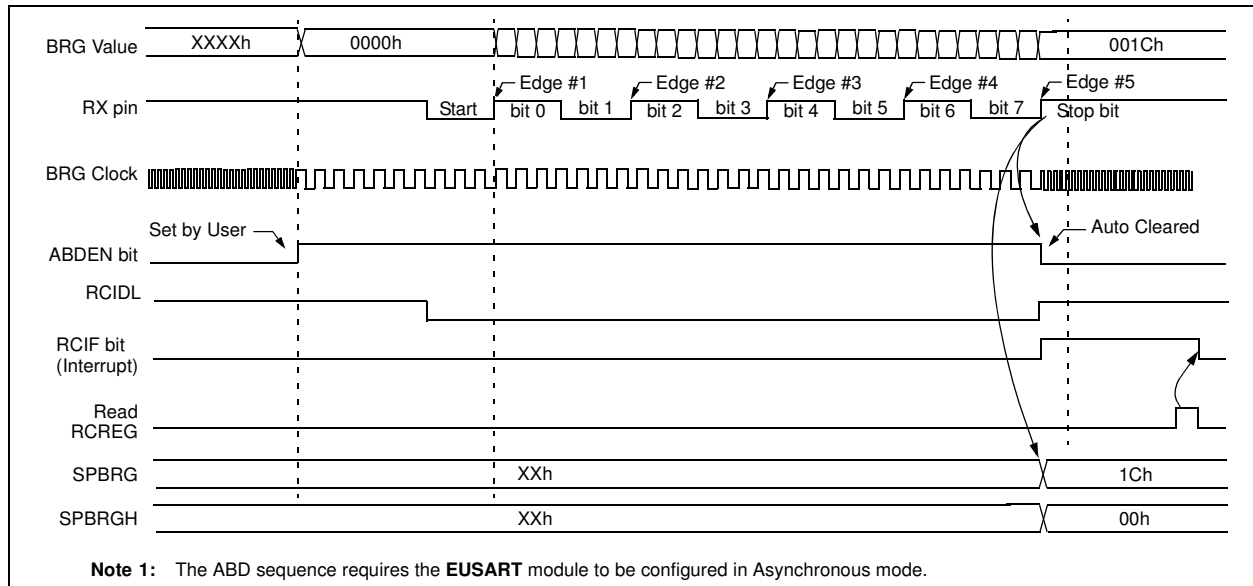 BRG Value XXXXh 0000h 001Ch
Edge #1 Edge #2 Edge #3 Edge #4 Edge #5
RX pin Start bit 0 bit 1 bit 2 bit 3 bit 4 bit 5 bit 6 bit 7 Stop bit
BRG Clock
Set by User Auto Cleared
ABDEN bit
RCIDL
RCIF bit
(Interrupt)
Read
RCREG
SPBRG XXh 1Ch
SPBRGH XXh 00h
Note 1: The ABD sequence requires the EUSART module to be configured in Asynchronous mode.